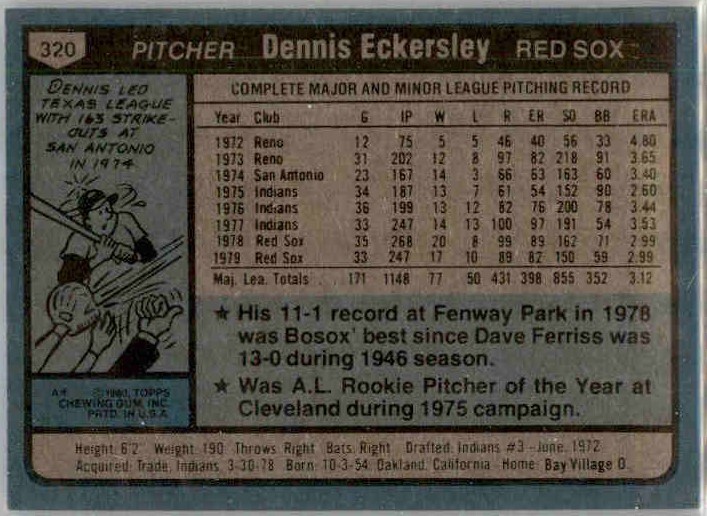 320 PITCHER Dennis Eckersley RED SOX
DENNIS LED
TEXAS LEAGUE
WITH 163 STRIKE-
OUTS AT
SAN ANTONIO
IN 1974
COMPLETE MAJOR AND MINOR LEAGUE PITCHING RECORD
Year Club G IP W L R ER SO BB ERA
1972 Reno 12 75 5 5 46 40 56 33 4.80
1973 Reno 31 202 12 8 97 82 218 91 3.65
1974 San Antonio 23 167 14 3 66 63 163 60 3.40
1975 Indians 34 187 13 7 61 54 152 90 2.60
1976 Indians 36 199 13 12 82 76 200 78 3.44
1977 Indians 33 247 14 13 100 97 191 54 3.53
1978 Red Sox 35 268 20 8 99 89 162 71 2.99
1979 Red Sox 33 247 17 10 89 82 150 59 2.99
Maj. Lea. Totals 171 1148 77 50 431 398 855 352 3.12
★ His 11-1 record at Fenway Park in 1978
was Bosox' best since Dave Ferriss was
13-0 during 1946 season.
★ Was A.L. Rookie Pitcher of the Year at
Cleveland during 1975 campaign.
©1980, TOPPS
CHEWING GUM, INC.
PRTD. IN U.S.A.
Height: 6'2" Weight: 190 Throws: Right Bats: Right Drafted: Indians #3 - June, 1972
Acquired: Trade, Indians, 3-30-78 Born: 10-3-54, Oakland, California Home: Bay Village O.